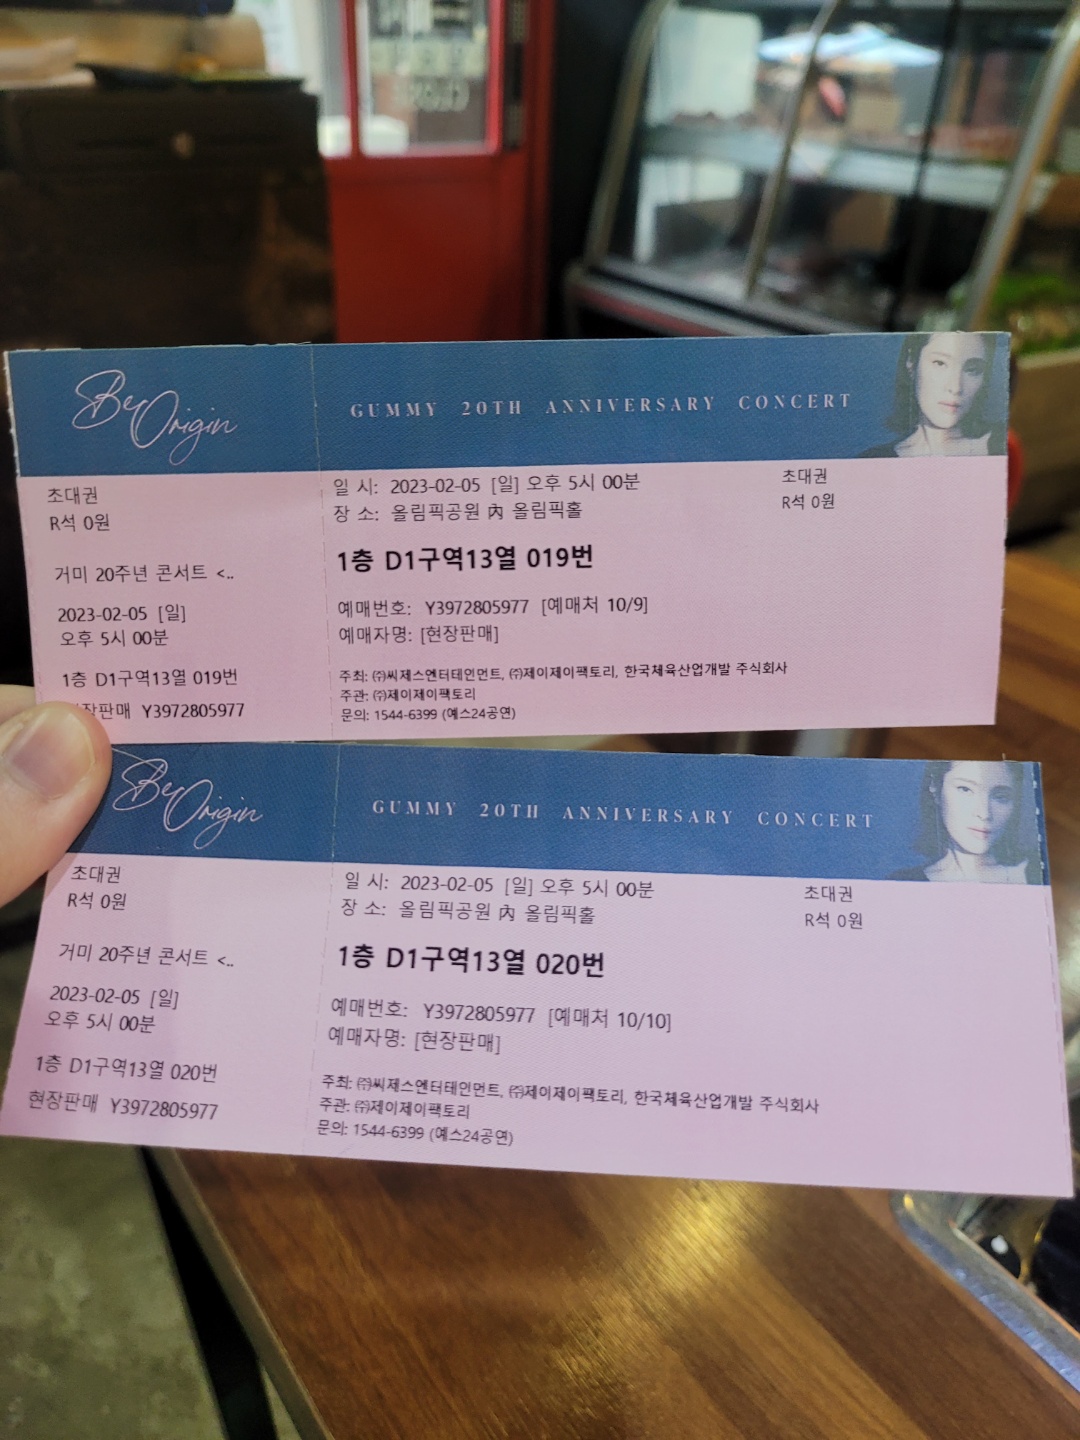 Be Origin
GUMMY 20TH ANNIVERSARY CONCERT
초대권
R석 0원
거미 20주년 콘서트 <..
2023-02-05 [일]
오후 5시 00분
1층 D1구역13열 019번
장판매 Y3972805977
일 시: 2023-02-05 [일] 오후 5시 00분
장 소: 올림픽공원 內 올림픽홀
1층 D1구역13열 019번
예매번호: Y3972805977 [예매처 10/9]
예매자명: [현장판매]
주최: ㈜씨제스엔터테인먼트, ㈜제이제이팩토리, 한국체육산업개발 주식회사
주관: ㈜제이제이팩토리
문의: 1544-6399 (예스24공연)
초대권
R석 0원
Be Origin
GUMMY 20TH ANNIVERSARY CONCERT
초대권
R석 0원
거미 20주년 콘서트 <..
2023-02-05 [일]
오후 5시 00분
1층 D1구역13열 020번
현장판매 Y3972805977
일 시: 2023-02-05 [일] 오후 5시 00분
장 소: 올림픽공원 內 올림픽홀
1층 D1구역13열 020번
예매번호: Y3972805977 [예매처 10/10]
예매자명: [현장판매]
주최: ㈜씨제스엔터테인먼트, ㈜제이제이팩토리, 한국체육산업개발 주식회사
주관: ㈜제이제이팩토리
문의: 1544-6399 (예스24공연)
초대권
R석 0원